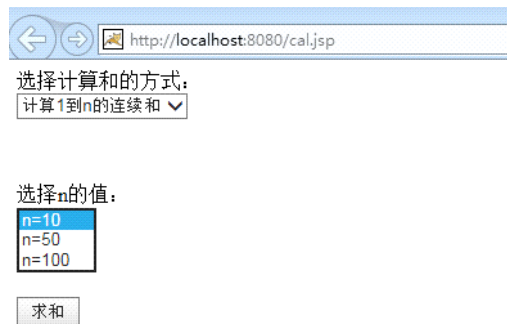 http://localhost:8080/cal.jsp
选择计算和的方式：
计算1到n的连续和
选择n的值：
n=10
n=50
n=100
求和